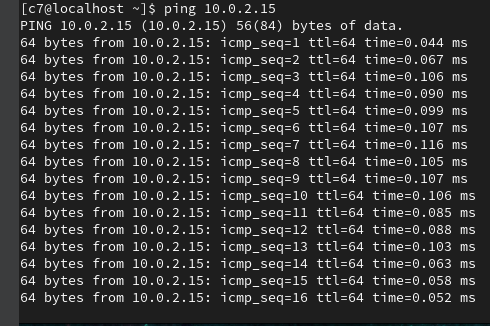 [c7@localhost ~]$ ping 10.0.2.15
PING 10.0.2.15 (10.0.2.15) 56(84) bytes of data.
64 bytes from 10.0.2.15: icmp_seq=1 ttl=64 time=0.044 ms
64 bytes from 10.0.2.15: icmp_seq=2 ttl=64 time=0.067 ms
64 bytes from 10.0.2.15: icmp_seq=3 ttl=64 time=0.106 ms
64 bytes from 10.0.2.15: icmp_seq=4 ttl=64 time=0.090 ms
64 bytes from 10.0.2.15: icmp_seq=5 ttl=64 time=0.099 ms
64 bytes from 10.0.2.15: icmp_seq=6 ttl=64 time=0.107 ms
64 bytes from 10.0.2.15: icmp_seq=7 ttl=64 time=0.116 ms
64 bytes from 10.0.2.15: icmp_seq=8 ttl=64 time=0.105 ms
64 bytes from 10.0.2.15: icmp_seq=9 ttl=64 time=0.107 ms
64 bytes from 10.0.2.15: icmp_seq=10 ttl=64 time=0.106 ms
64 bytes from 10.0.2.15: icmp_seq=11 ttl=64 time=0.085 ms
64 bytes from 10.0.2.15: icmp_seq=12 ttl=64 time=0.088 ms
64 bytes from 10.0.2.15: icmp_seq=13 ttl=64 time=0.103 ms
64 bytes from 10.0.2.15: icmp_seq=14 ttl=64 time=0.063 ms
64 bytes from 10.0.2.15: icmp_seq=15 ttl=64 time=0.058 ms
64 bytes from 10.0.2.15: icmp_seq=16 ttl=64 time=0.052 ms